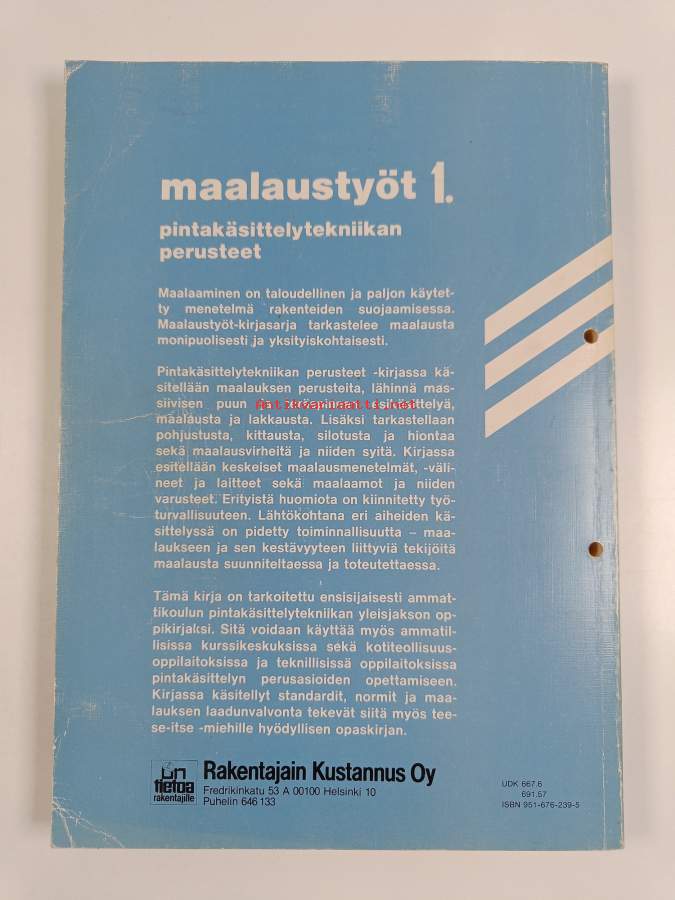 maalaustyöt 1.
pintakäsittelytekniikan
perusteet
Maalaaminen on taloudellinen ja paljon käytet-
ty menetelmä rakenteiden suojaamisessa.
Maalaustyöt-kirjasarja tarkastelee maalausta
monipuolisesti ja yksityiskohtaisesti.
Pintakäsittelytekniikan perusteet -kirjassa kä-
sitellään maalauksen perusteita, lähinnä mas-
siivisen puun
Antikvariaatti.net
maalausta ja lakkausta. Lisäksi tarkastellaan
pohjustusta, kittausta, silotusta ja hiontaa
sekä maalausvirheitä ja niiden syitä. Kirjassa
esitellään keskeiset maalausmenetelmät, -väli-
neet ja laitteet sekä maalaamot ja niiden
varusteet. Erityistä huomiota on kiinnitetty työ-
turvallisuuteen. Lähtökohtana eri aiheiden kä-
sittelyssä on pidetty toiminnallisuutta – maa-
laukseen ja sen kestävyyteen liittyviä tekijöitä
maalausta suunniteltaessa ja toteutettaessa.
Tämä kirja on tarkoitettu ensisijaisesti ammat-
tikoulun pintakäsittelytekniikan yleisjakson op-
pikirjaksi. Sitä voidaan käyttää myös ammatil-
lisissa kurssikeskuksissa sekä kotiteollisuus-
oppilaitoksissa ja teknillisissä oppilaitoksissa
pintakäsittelyn perusasioiden opettamiseen.
Kirjassa käsitellyt standardit, normit ja maa-
lauksen laadunvalvonta tekevät siitä myös tee-
se-itse -miehille hyödyllisen opaskirjan.
on
tietoa
rakentajille
Rakentajain Kustannus Oy
Fredrikinkatu 53 A 00100 Helsinki 10
Puhelin 646 133
UDK 667.6
691.57
ISBN 951-676-239-5